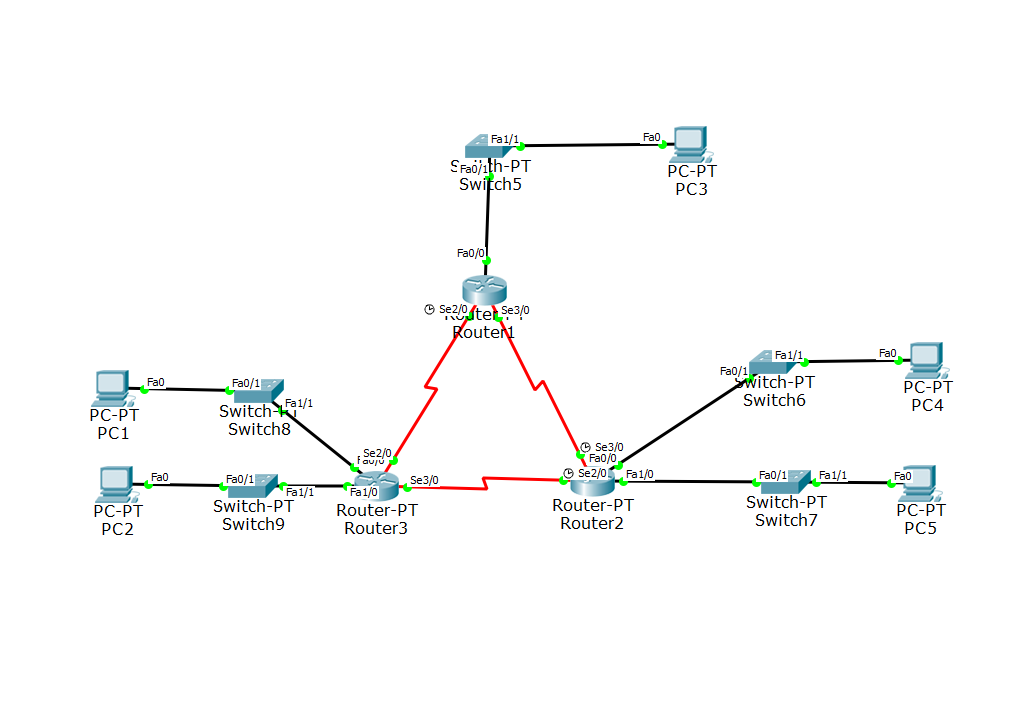 Fa1/1
Fa0
Switch-PT
Fa0/1
Switch5
PC-PT
PC3
Fa0/0
Se2/0
Se3/0
Router1
Fa0
Fa0/1
PC-PT
PC1
Fa1/1
Switch8
Fa1/1
Fa0
Fa0/1
Switch-PT
Switch6
PC-PT
PC4
Se2/0
Fa0/0
Se3/0
Fa0/0
Fa0
Fa0/1
Fa1/1
PC-PT
PC2
Switch-PT
Switch9
Fa1/0
Se3/0
Router-PT
Router3
Se2/0
Fa1/0
Router-PT
Router2
Fa0/1
Fa1/1
Switch-PT
Switch7
Fa0
PC-PT
PC5